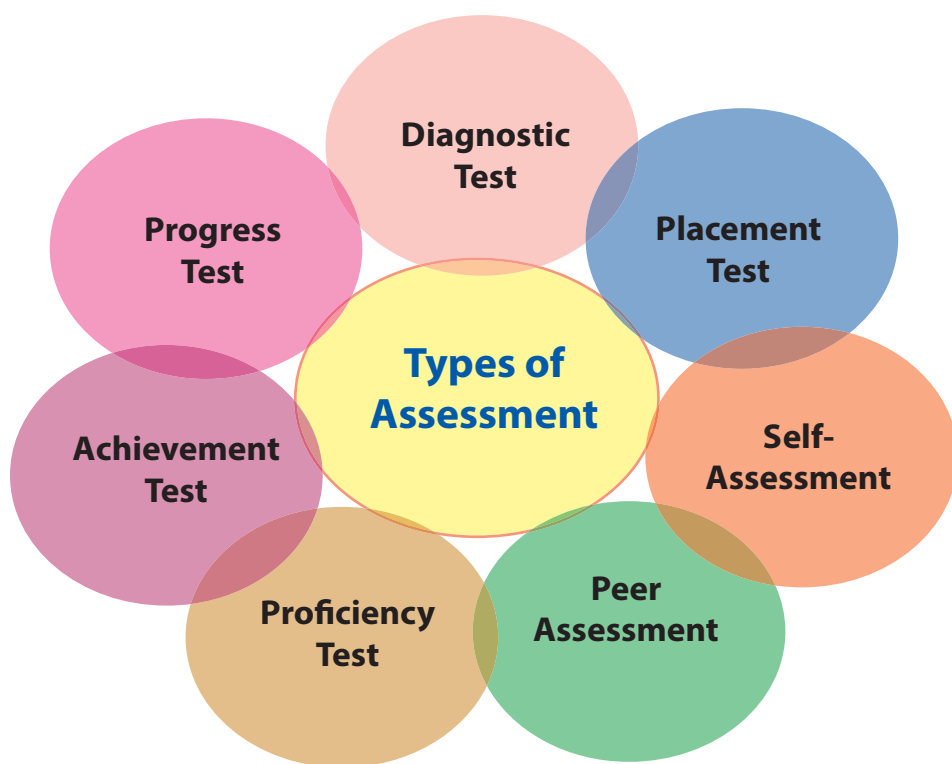 Diagnostic
Test
Placement
Test
Self-
Assessment
Peer
Assessment
Proficiency
Test
Achievement
Test
Progress
Test
Types of
Assessment